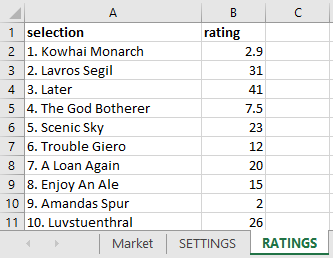 A B C
1 selection rating
2 1. Kowhai Monarch 2.9
3 2. Lavros Segil 31
4 3. Later 41
5 4. The God Botherer 7.5
6 5. Scenic Sky 23
7 6. Trouble Giero 12
8 7. A Loan Again 20
9 8. Enjoy An Ale 15
10 9. Amandas Spur 2
11 10. Luvstuenthral 26
Market SETTINGS RATINGS